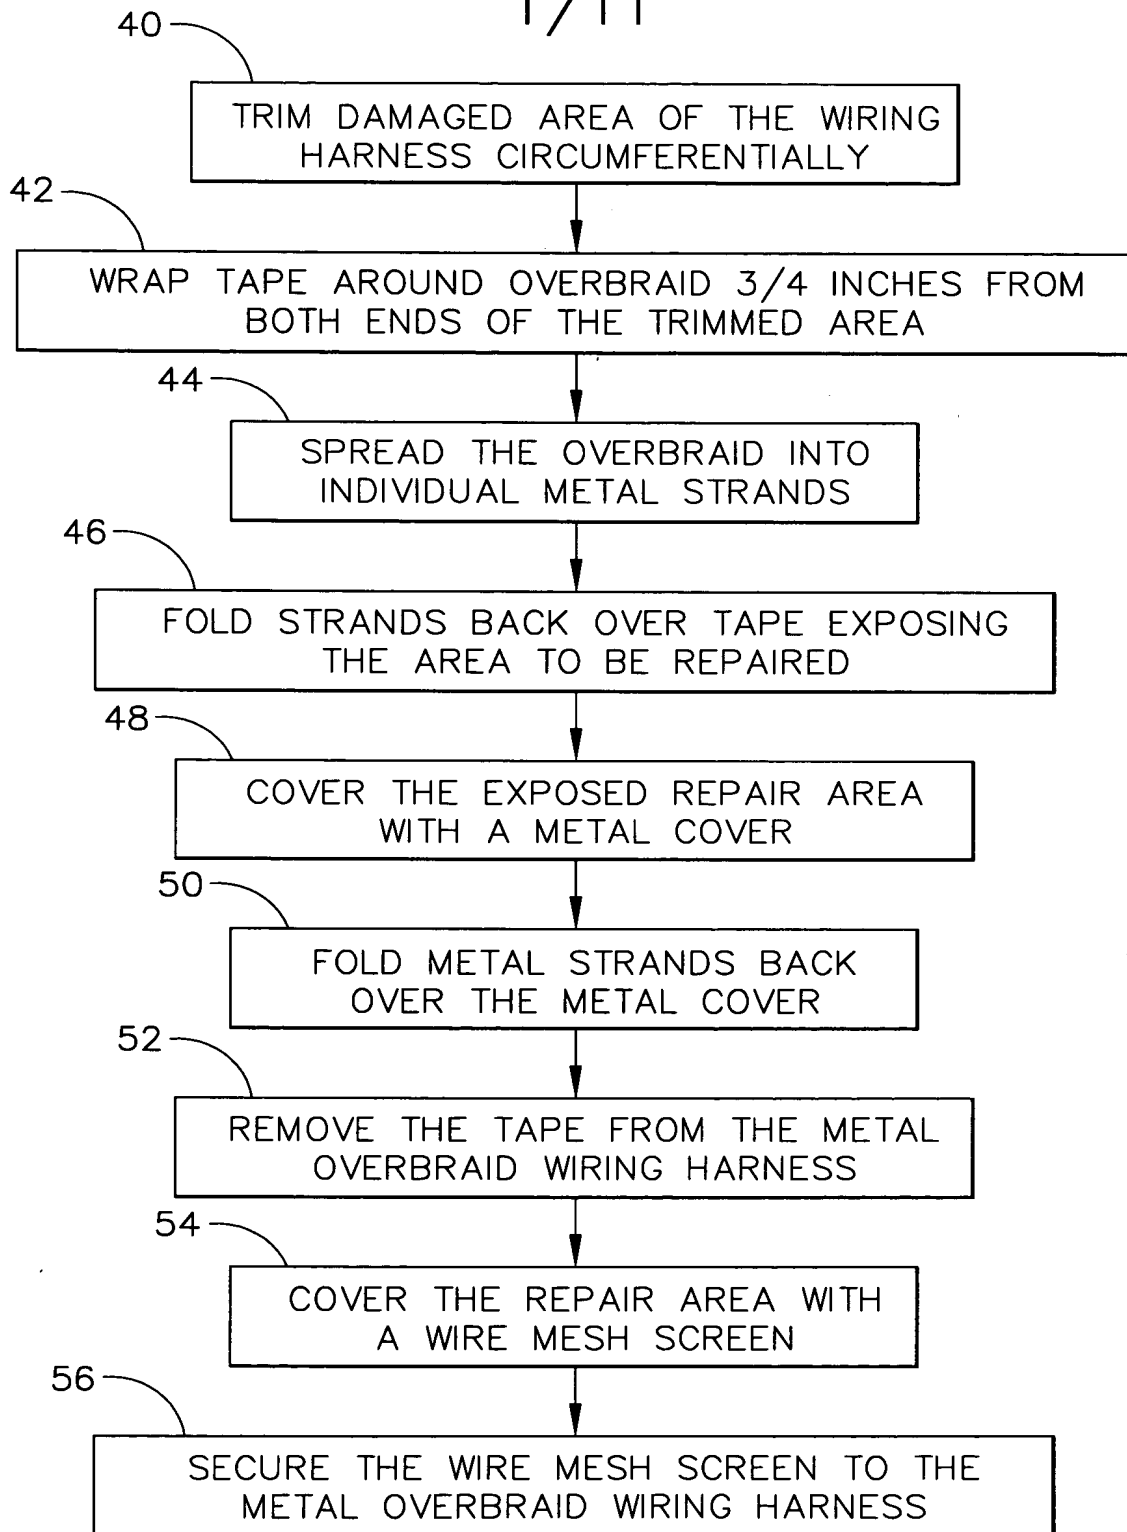 1/11
40
TRIM DAMAGED AREA OF THE WIRING
HARNESS CIRCUMFERENTIALLY
42
WRAP TAPE AROUND OVERBRAID 3/4 INCHES FROM
BOTH ENDS OF THE TRIMMED AREA
44
SPREAD THE OVERBRAID INTO
INDIVIDUAL METAL STRANDS
46
FOLD STRANDS BACK OVER TAPE EXPOSING
THE AREA TO BE REPAIRED
48
COVER THE EXPOSED REPAIR AREA
WITH A METAL COVER
50
FOLD METAL STRANDS BACK
OVER THE METAL COVER
52
REMOVE THE TAPE FROM THE METAL
OVERBRAID WIRING HARNESS
54
COVER THE REPAIR AREA WITH
A WIRE MESH SCREEN
56
SECURE THE WIRE MESH SCREEN TO THE
METAL OVERBRAID WIRING HARNESS